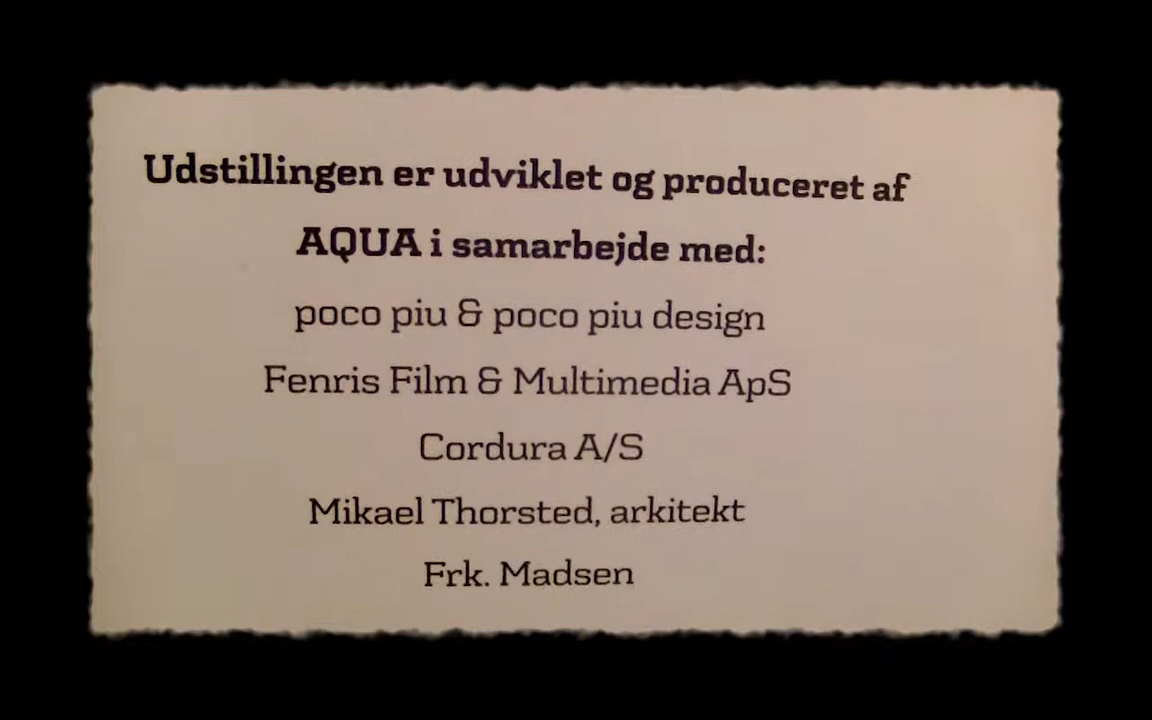 Udstillingen er udviklet og produceret af
AQUA i samarbejde med:
poco piu & poco piu design
Fenris Film & Multimedia ApS
Cordura A/S
Mikael Thorsted, arkitekt
Frk. Madsen